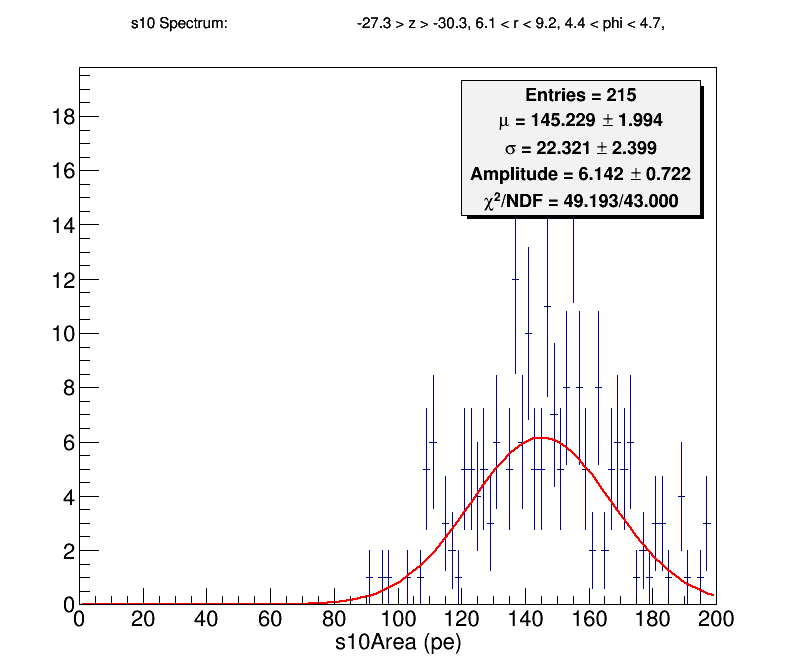 s10 Spectrum: -27.3 > z > -30.3, 6.1 < r < 9.2, 4.4 < phi < 4.7,
Entries = 215
μ = 145.229 ± 1.994
σ = 22.321 ± 2.399
Amplitude = 6.142 ± 0.722
χ²/NDF = 49.193/43.000
18
16
14
12
10
8
6
4
2
0
0 20 40 60 80 100 120 140 160 180 200
s10Area (pe)